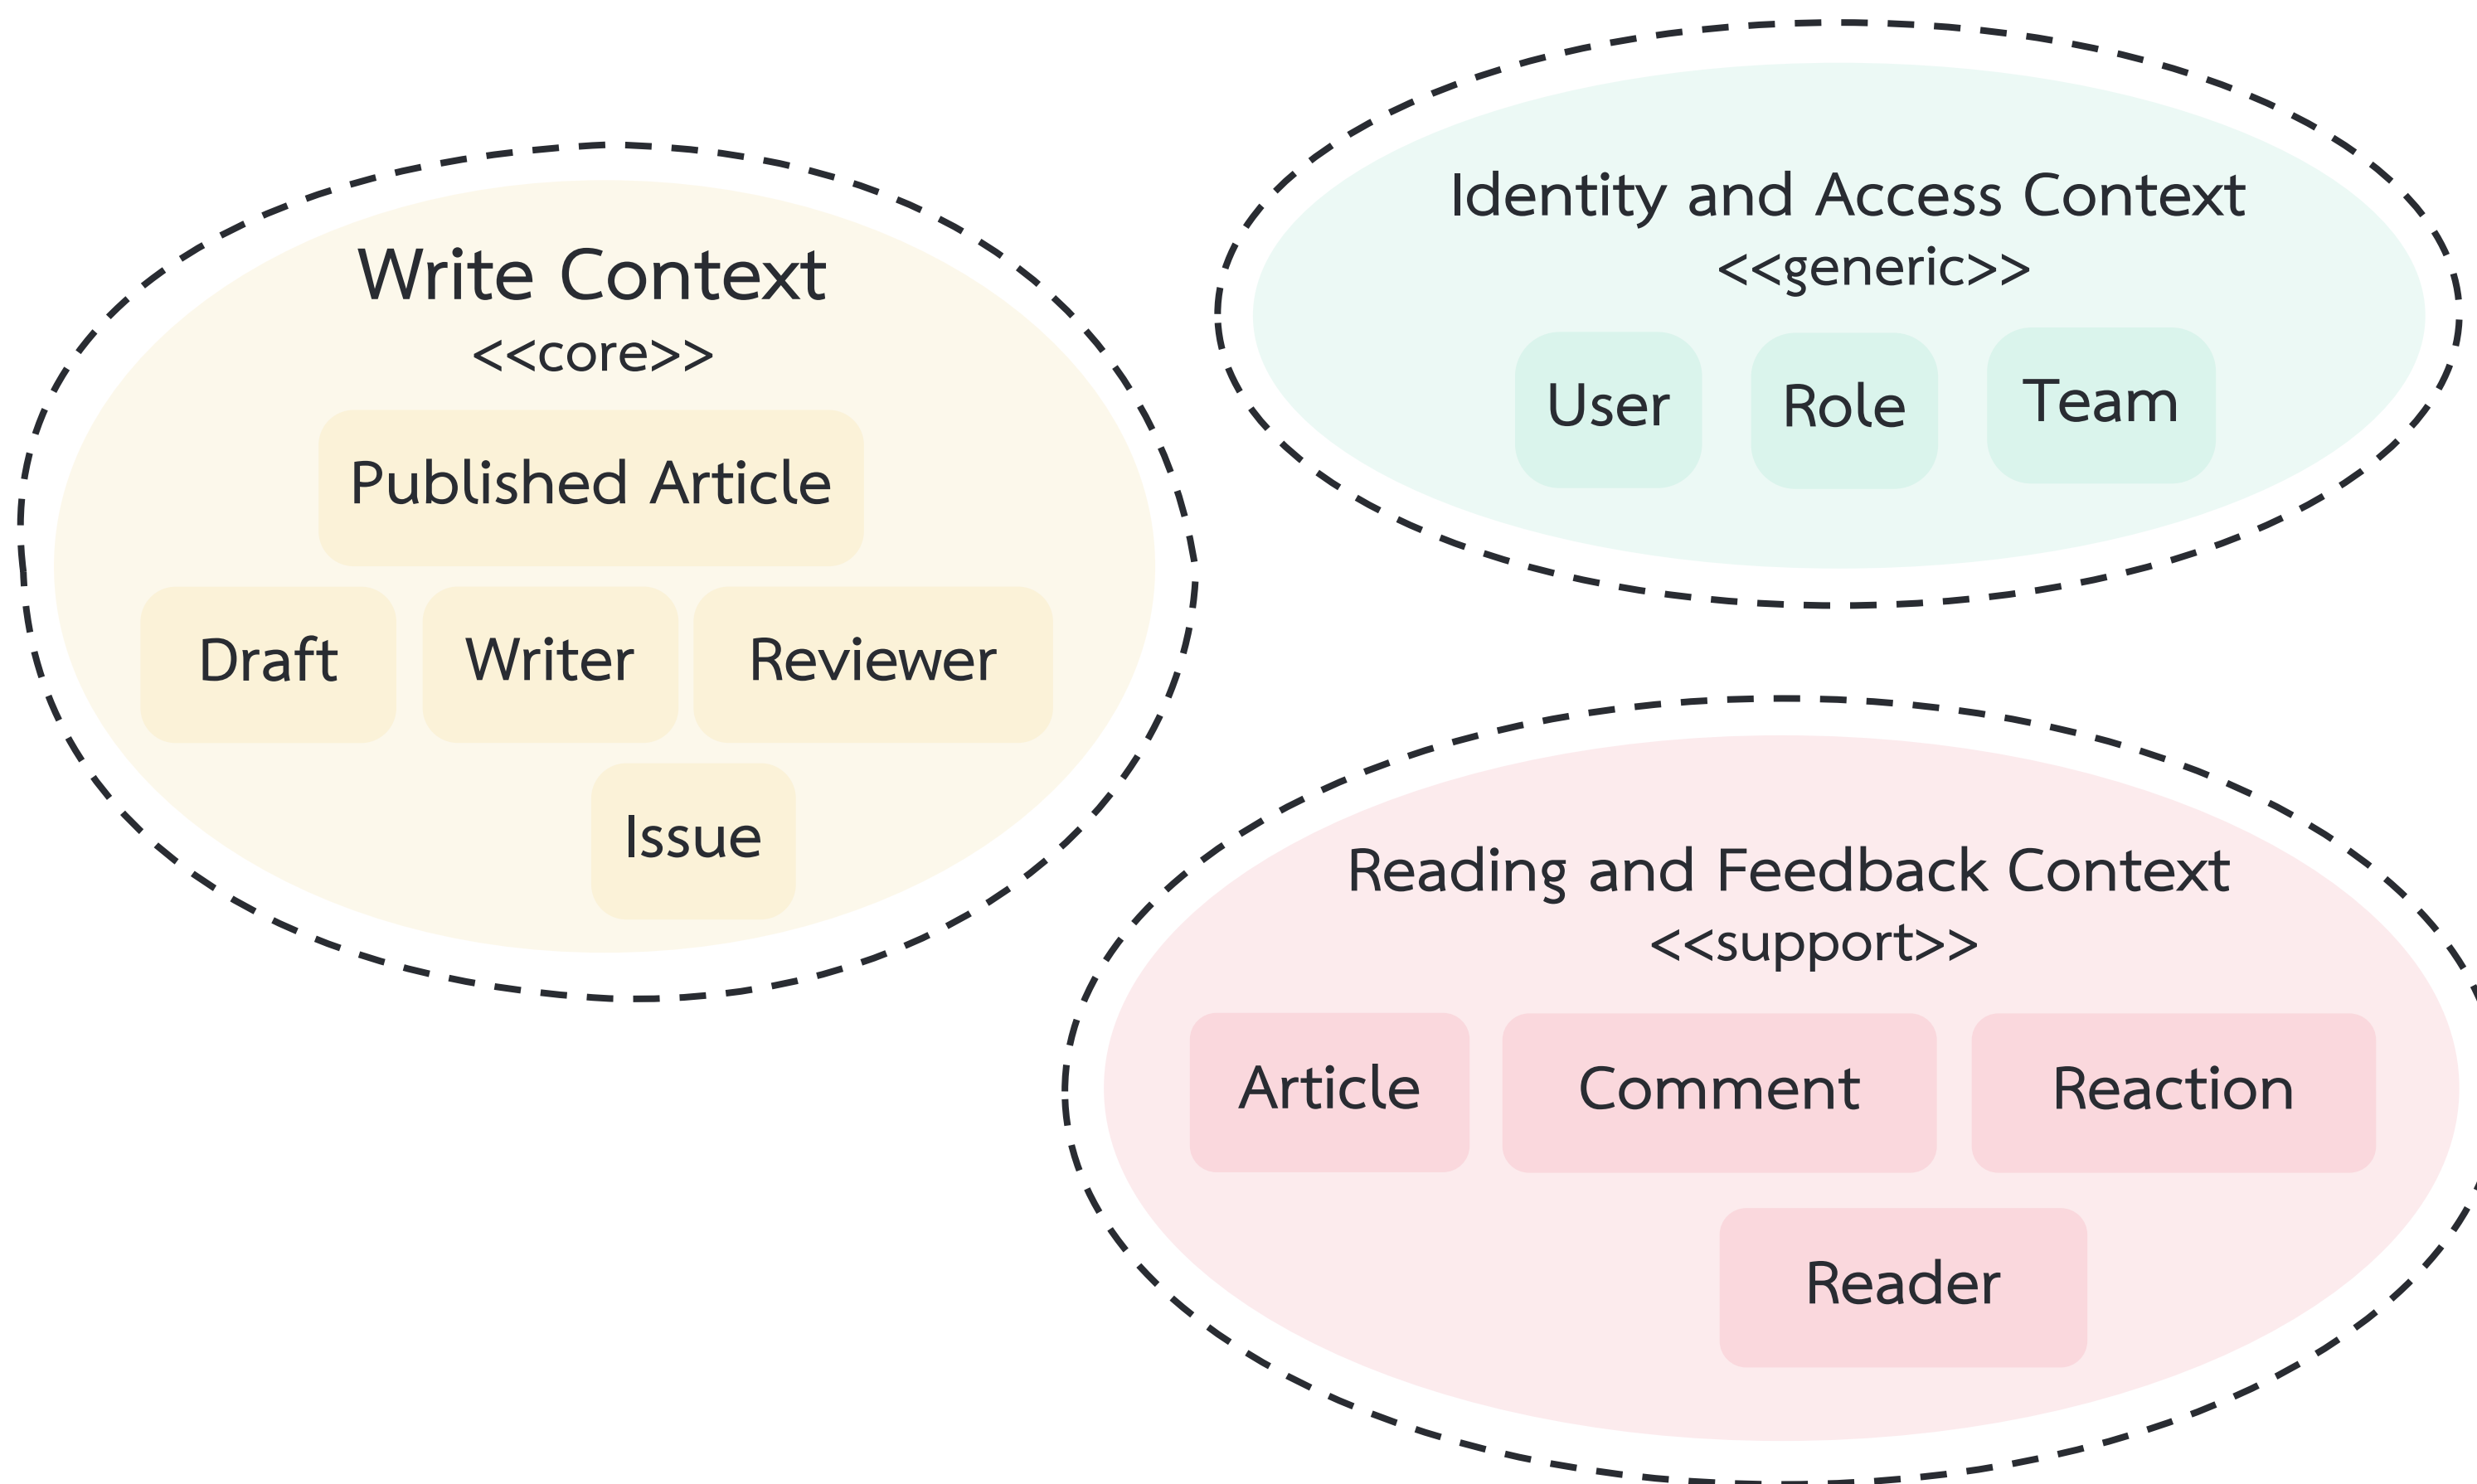 Write Context
<<core>>
Published Article
Draft
Writer
Reviewer
Issue
Identity and Access Context
<<generic>>
User
Role
Team
Reading and Feedback Context
<<support>>
Article
Comment
Reaction
Reader